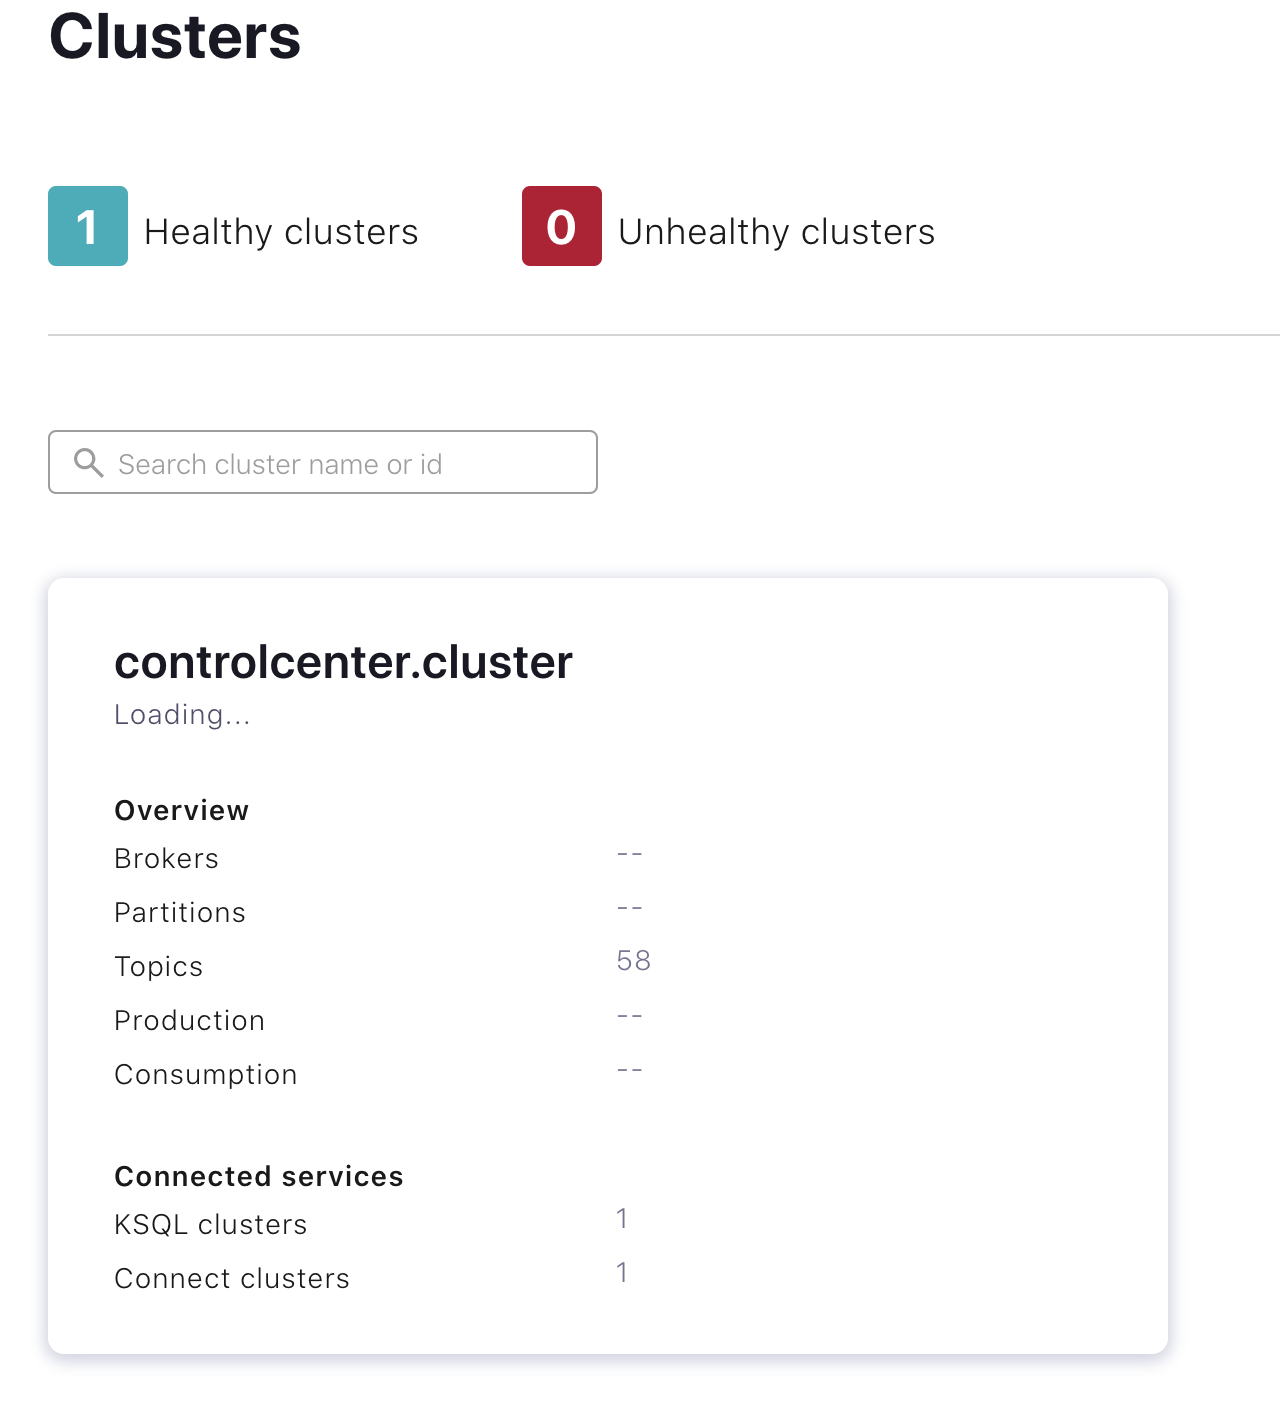 Clusters
1 Healthy clusters 0 Unhealthy clusters
Search cluster name or id
controlcenter.cluster
Loading...
Overview
Brokers --
Partitions --
Topics 58
Production --
Consumption --
Connected services
KSQL clusters 1
Connect clusters 1